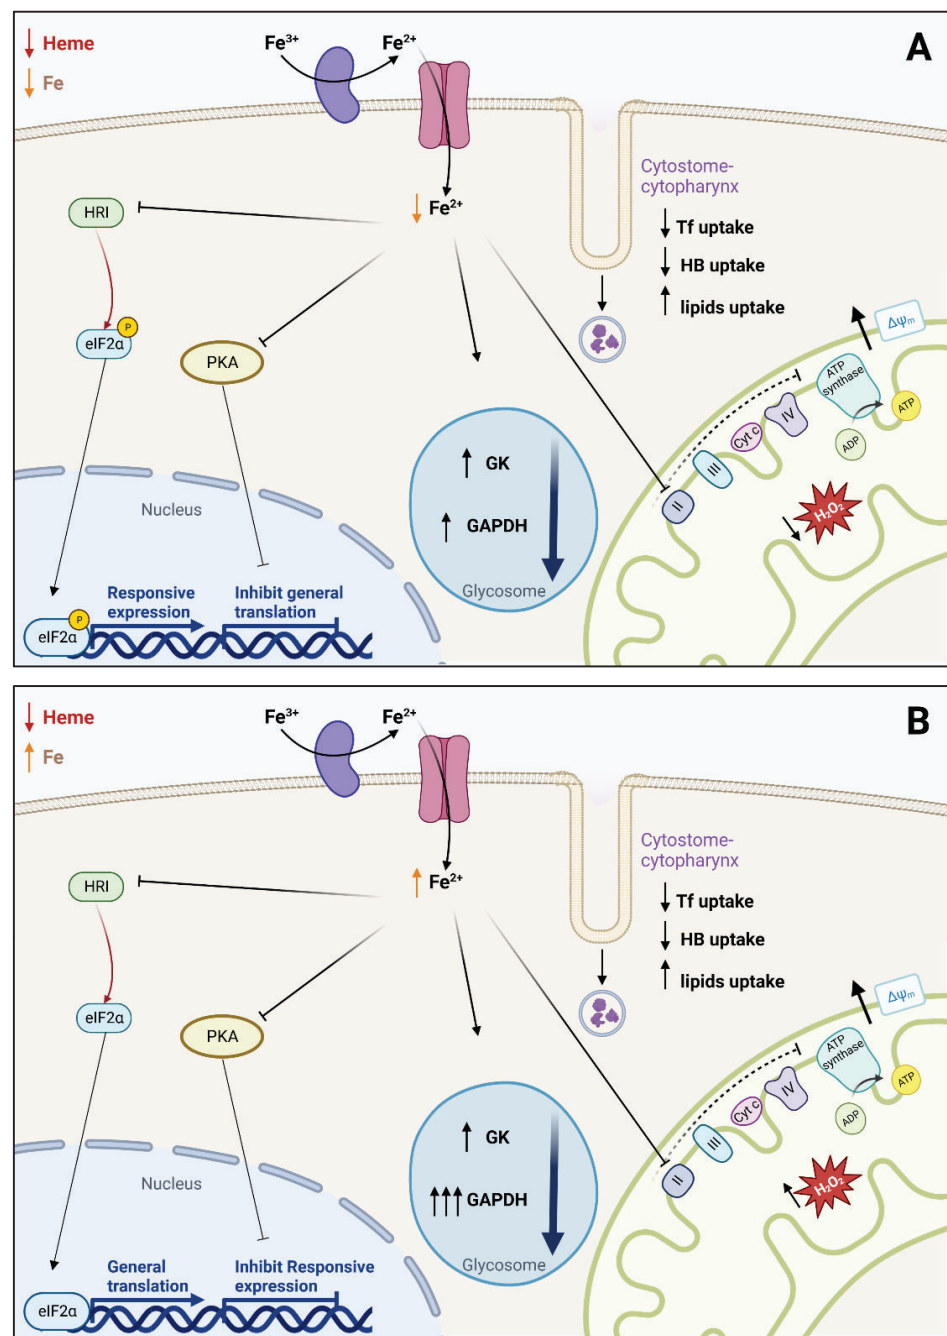 A
Heme
Fe
Fe³⁺
Fe²⁺
Fe²⁺
Cytostome-
cytopharynx
Tf uptake
HB uptake
lipids uptake
HRI
P
eIF2α
PKA
Nucleus
GK
GAPDH
Glycosome
Δψₘ
ATP
synthase
ATP
ADP
IV
Cyt c
III
II
H₂O₂
Responsive
expression
Inhibit general
translation
P
eIF2α
B
Heme
Fe
Fe³⁺
Fe²⁺
Fe²⁺
Cytostome-
cytopharynx
Tf uptake
HB uptake
lipids uptake
HRI
eIF2α
PKA
Nucleus
GK
GAPDH
Glycosome
Δψₘ
ATP
synthase
ATP
ADP
IV
Cyt c
III
II
H₂O₂
General
translation
Inhibit Responsive
expression
eIF2α